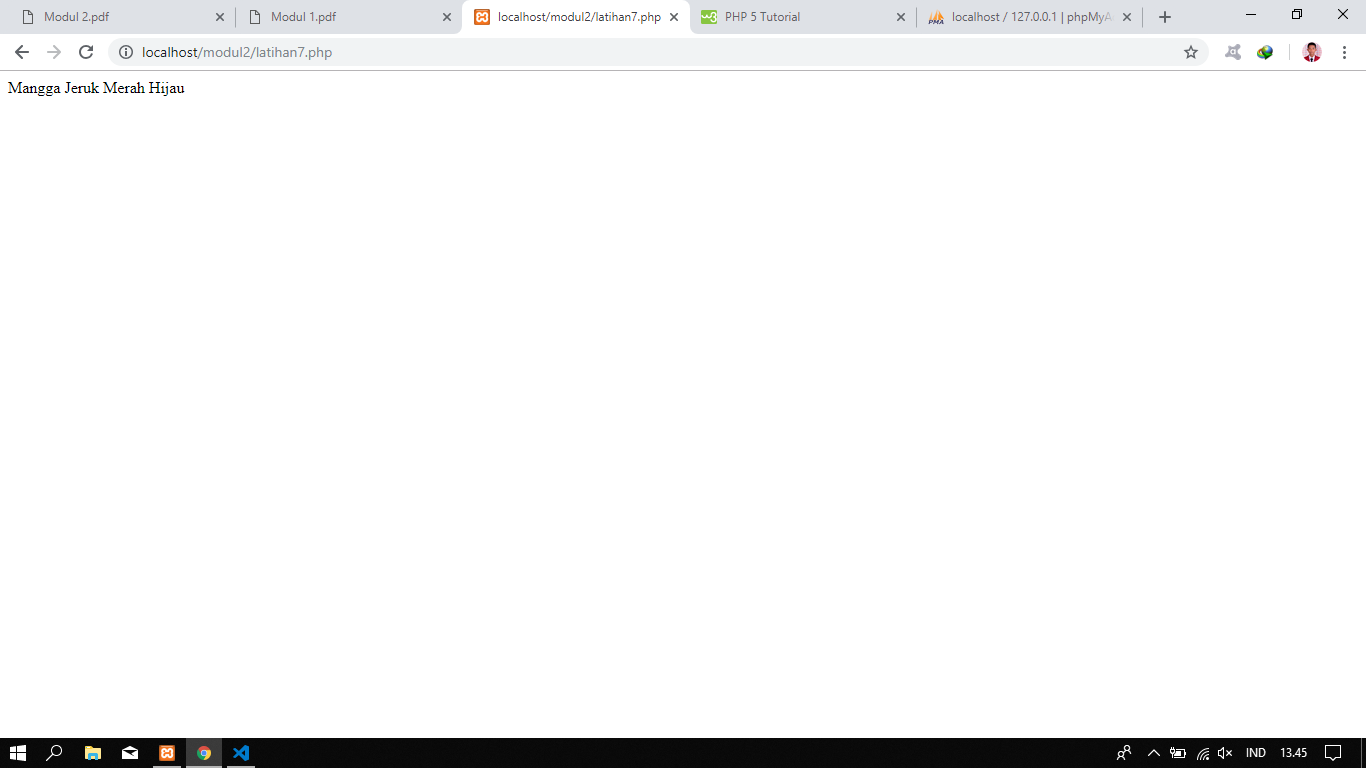 Modul 2.pdf
Modul 1.pdf
localhost/modul2/latihan7.php
PHP 5 Tutorial
localhost / 127.0.0.1 | phpMyA
localhost/modul2/latihan7.php
Mangga Jeruk Merah Hijau
IND
13.45